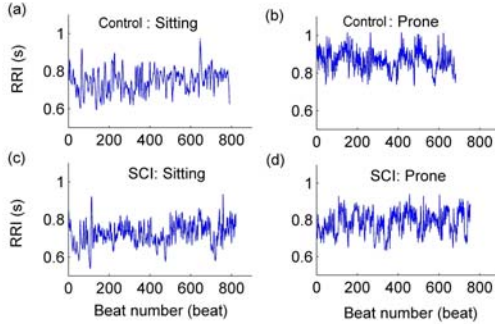 (a) Control : Sitting
RRI (s)
1
0.8
0.6
0 200 400 600 800
(b) Control : Prone
1
0.8
0.6
0 200 400 600 800
(c) SCI: Sitting
RRI (s)
1
0.8
0.6
0 200 400 600 800
Beat number (beat)
(d) SCI: Prone
1
0.8
0.6
0 200 400 600 800
Beat number (beat)